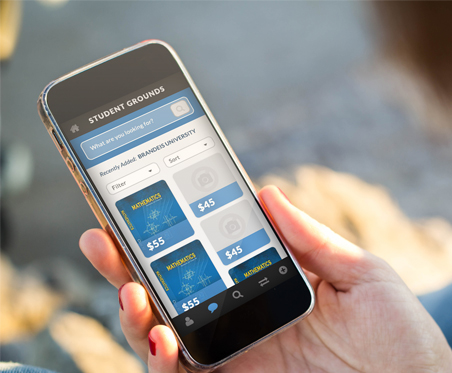 STUDENT GROUNDS
What are you looking for?
Recently Added: BRANDEIS UNIVERSITY
Filter
Sort
MATHEMATICS
$55
$45
MATHEMATICS
$55
$45
MATHEMATICS